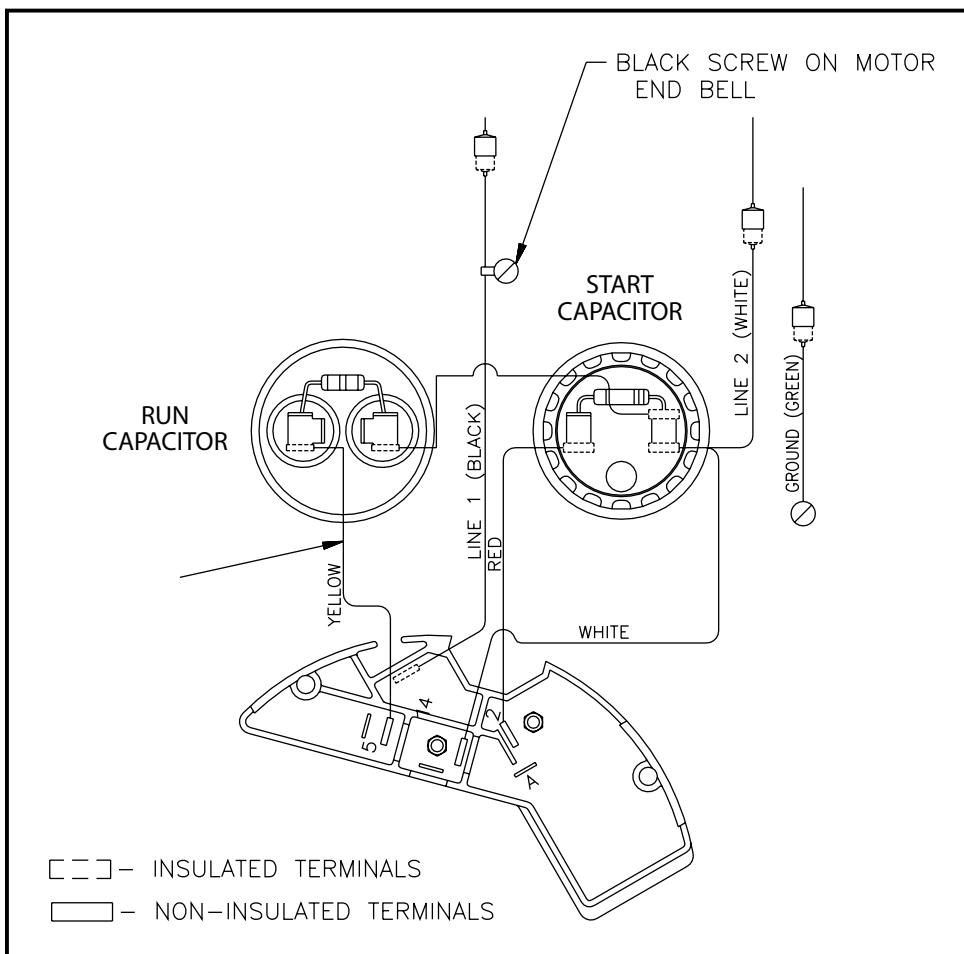 BLACK SCREW ON MOTOR
END BELL
START
CAPACITOR
RUN
CAPACITOR
LINE 1 (BLACK)
RED
LINE 2 (WHITE)
GROUND (GREEN)
YELLOW
WHITE
14
5
2
A
[ ] – INSULATED TERMINALS
– NON–INSULATED TERMINALS